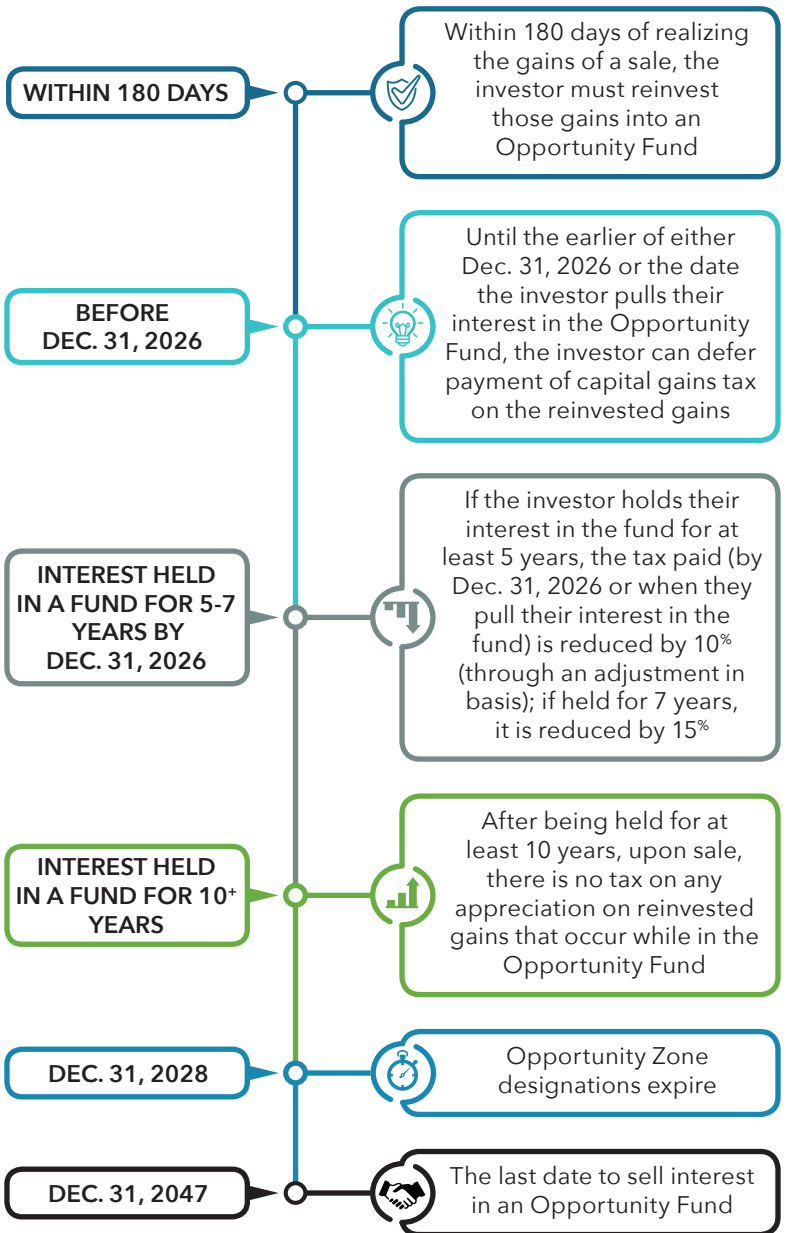 WITHIN 180 DAYS
Within 180 days of realizing
the gains of a sale, the
investor must reinvest
those gains into an
Opportunity Fund
BEFORE
DEC. 31, 2026
Until the earlier of either
Dec. 31, 2026 or the date
the investor pulls their
interest in the Opportunity
Fund, the investor can defer
payment of capital gains tax
on the reinvested gains
INTEREST HELD
IN A FUND FOR 5-7
YEARS BY
DEC. 31, 2026
If the investor holds their
interest in the fund for at
least 5 years, the tax paid (by
Dec. 31, 2026 or when they
pull their interest in the
fund) is reduced by 10%
(through an adjustment in
basis); if held for 7 years,
it is reduced by 15%
INTEREST HELD
IN A FUND FOR 10+
YEARS
After being held for at
least 10 years, upon sale,
there is no tax on any
appreciation on reinvested
gains that occur while in the
Opportunity Fund
DEC. 31, 2028
Opportunity Zone
designations expire
DEC. 31, 2047
The last date to sell interest
in an Opportunity Fund